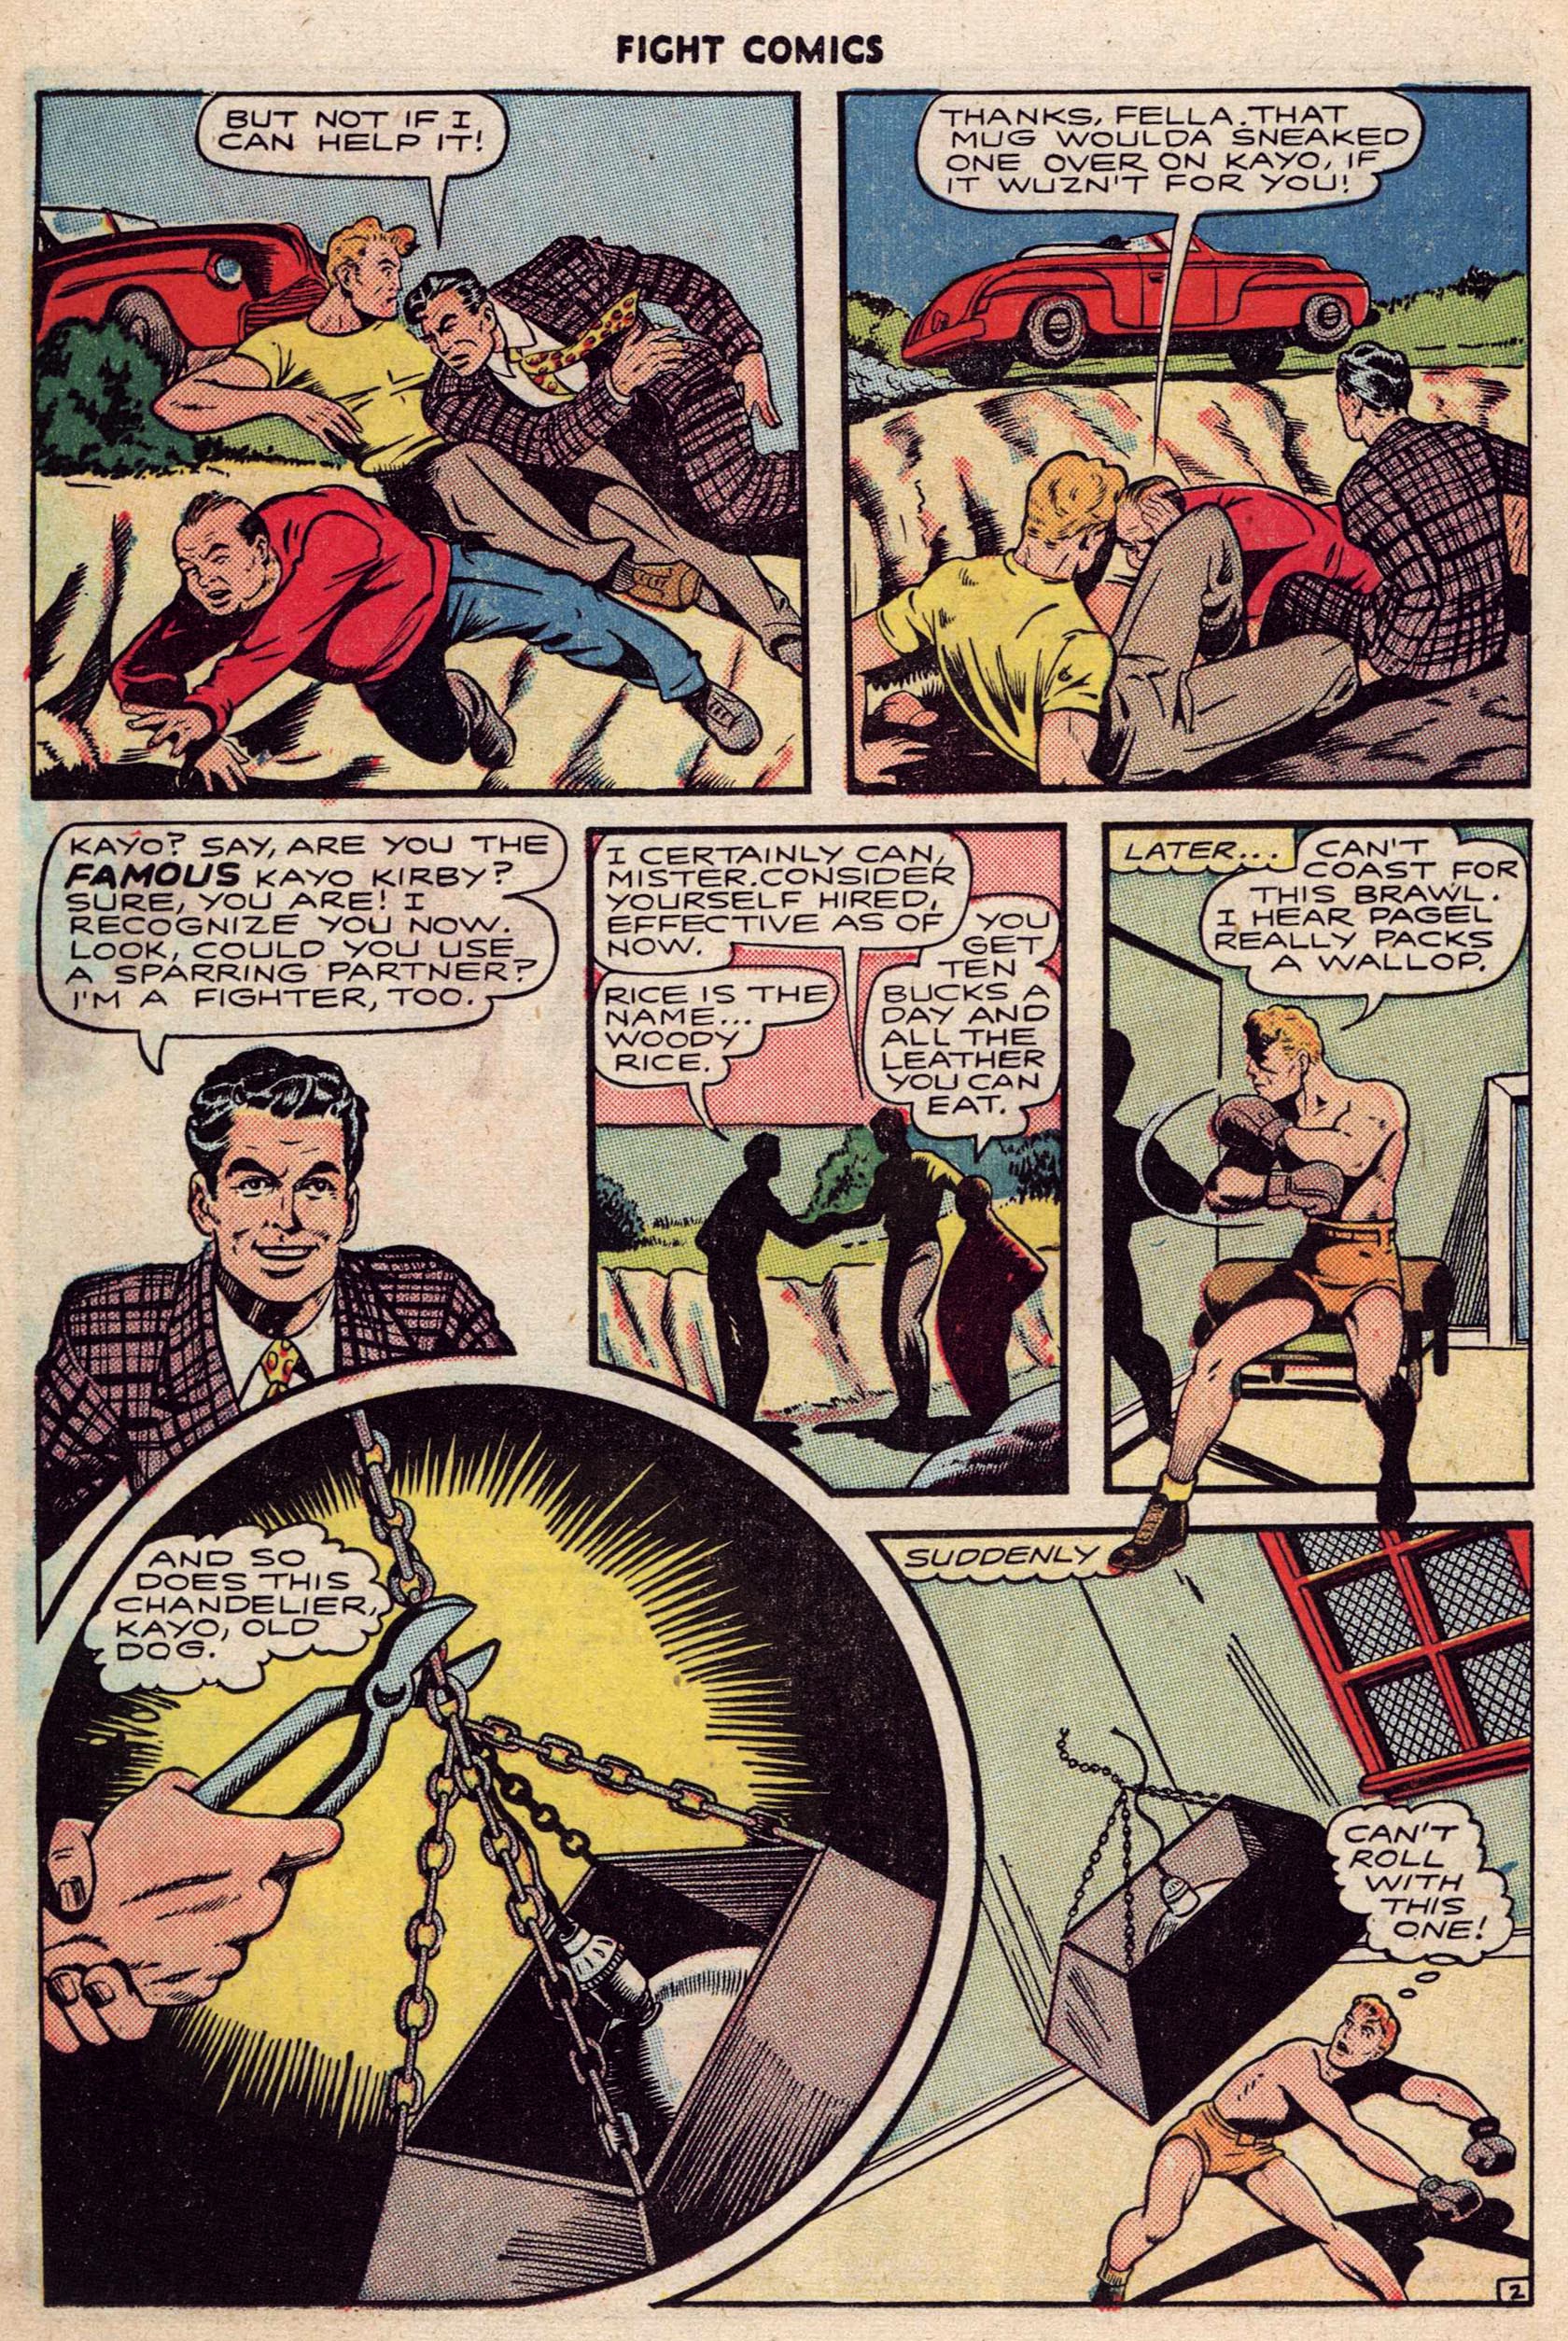 FIGHT COMICS
BUT NOT IF I
CAN HELP IT!
THANKS, FELLA. THAT
MUG WOULDA SNEAKED
ONE OVER ON KAYO, IF
IT WUZN'T FOR YOU!
KAYO? SAY, ARE YOU THE
FAMOUS KAYO KIRBY?
SURE, YOU ARE! I
RECOGNIZE YOU NOW.
LOOK, COULD YOU USE
A SPARRING PARTNER?
I'M A FIGHTER, TOO.
I CERTAINLY CAN,
MISTER. CONSIDER
YOURSELF HIRED,
EFFECTIVE AS OF
NOW.
RICE IS THE
NAME...
WOODY
RICE.
YOU
GET
TEN
BUCKS A
DAY AND
ALL THE
LEATHER
YOU CAN
EAT.
LATER...
CAN'T
COAST FOR
THIS BRAWL.
I HEAR PAGEL
REALLY PACKS
A WALLOP.
AND SO
DOES THIS
CHANDELIER,
KAYO, OLD
DOG.
SUDDENLY
CAN'T
ROLL
WITH
THIS
ONE!
2